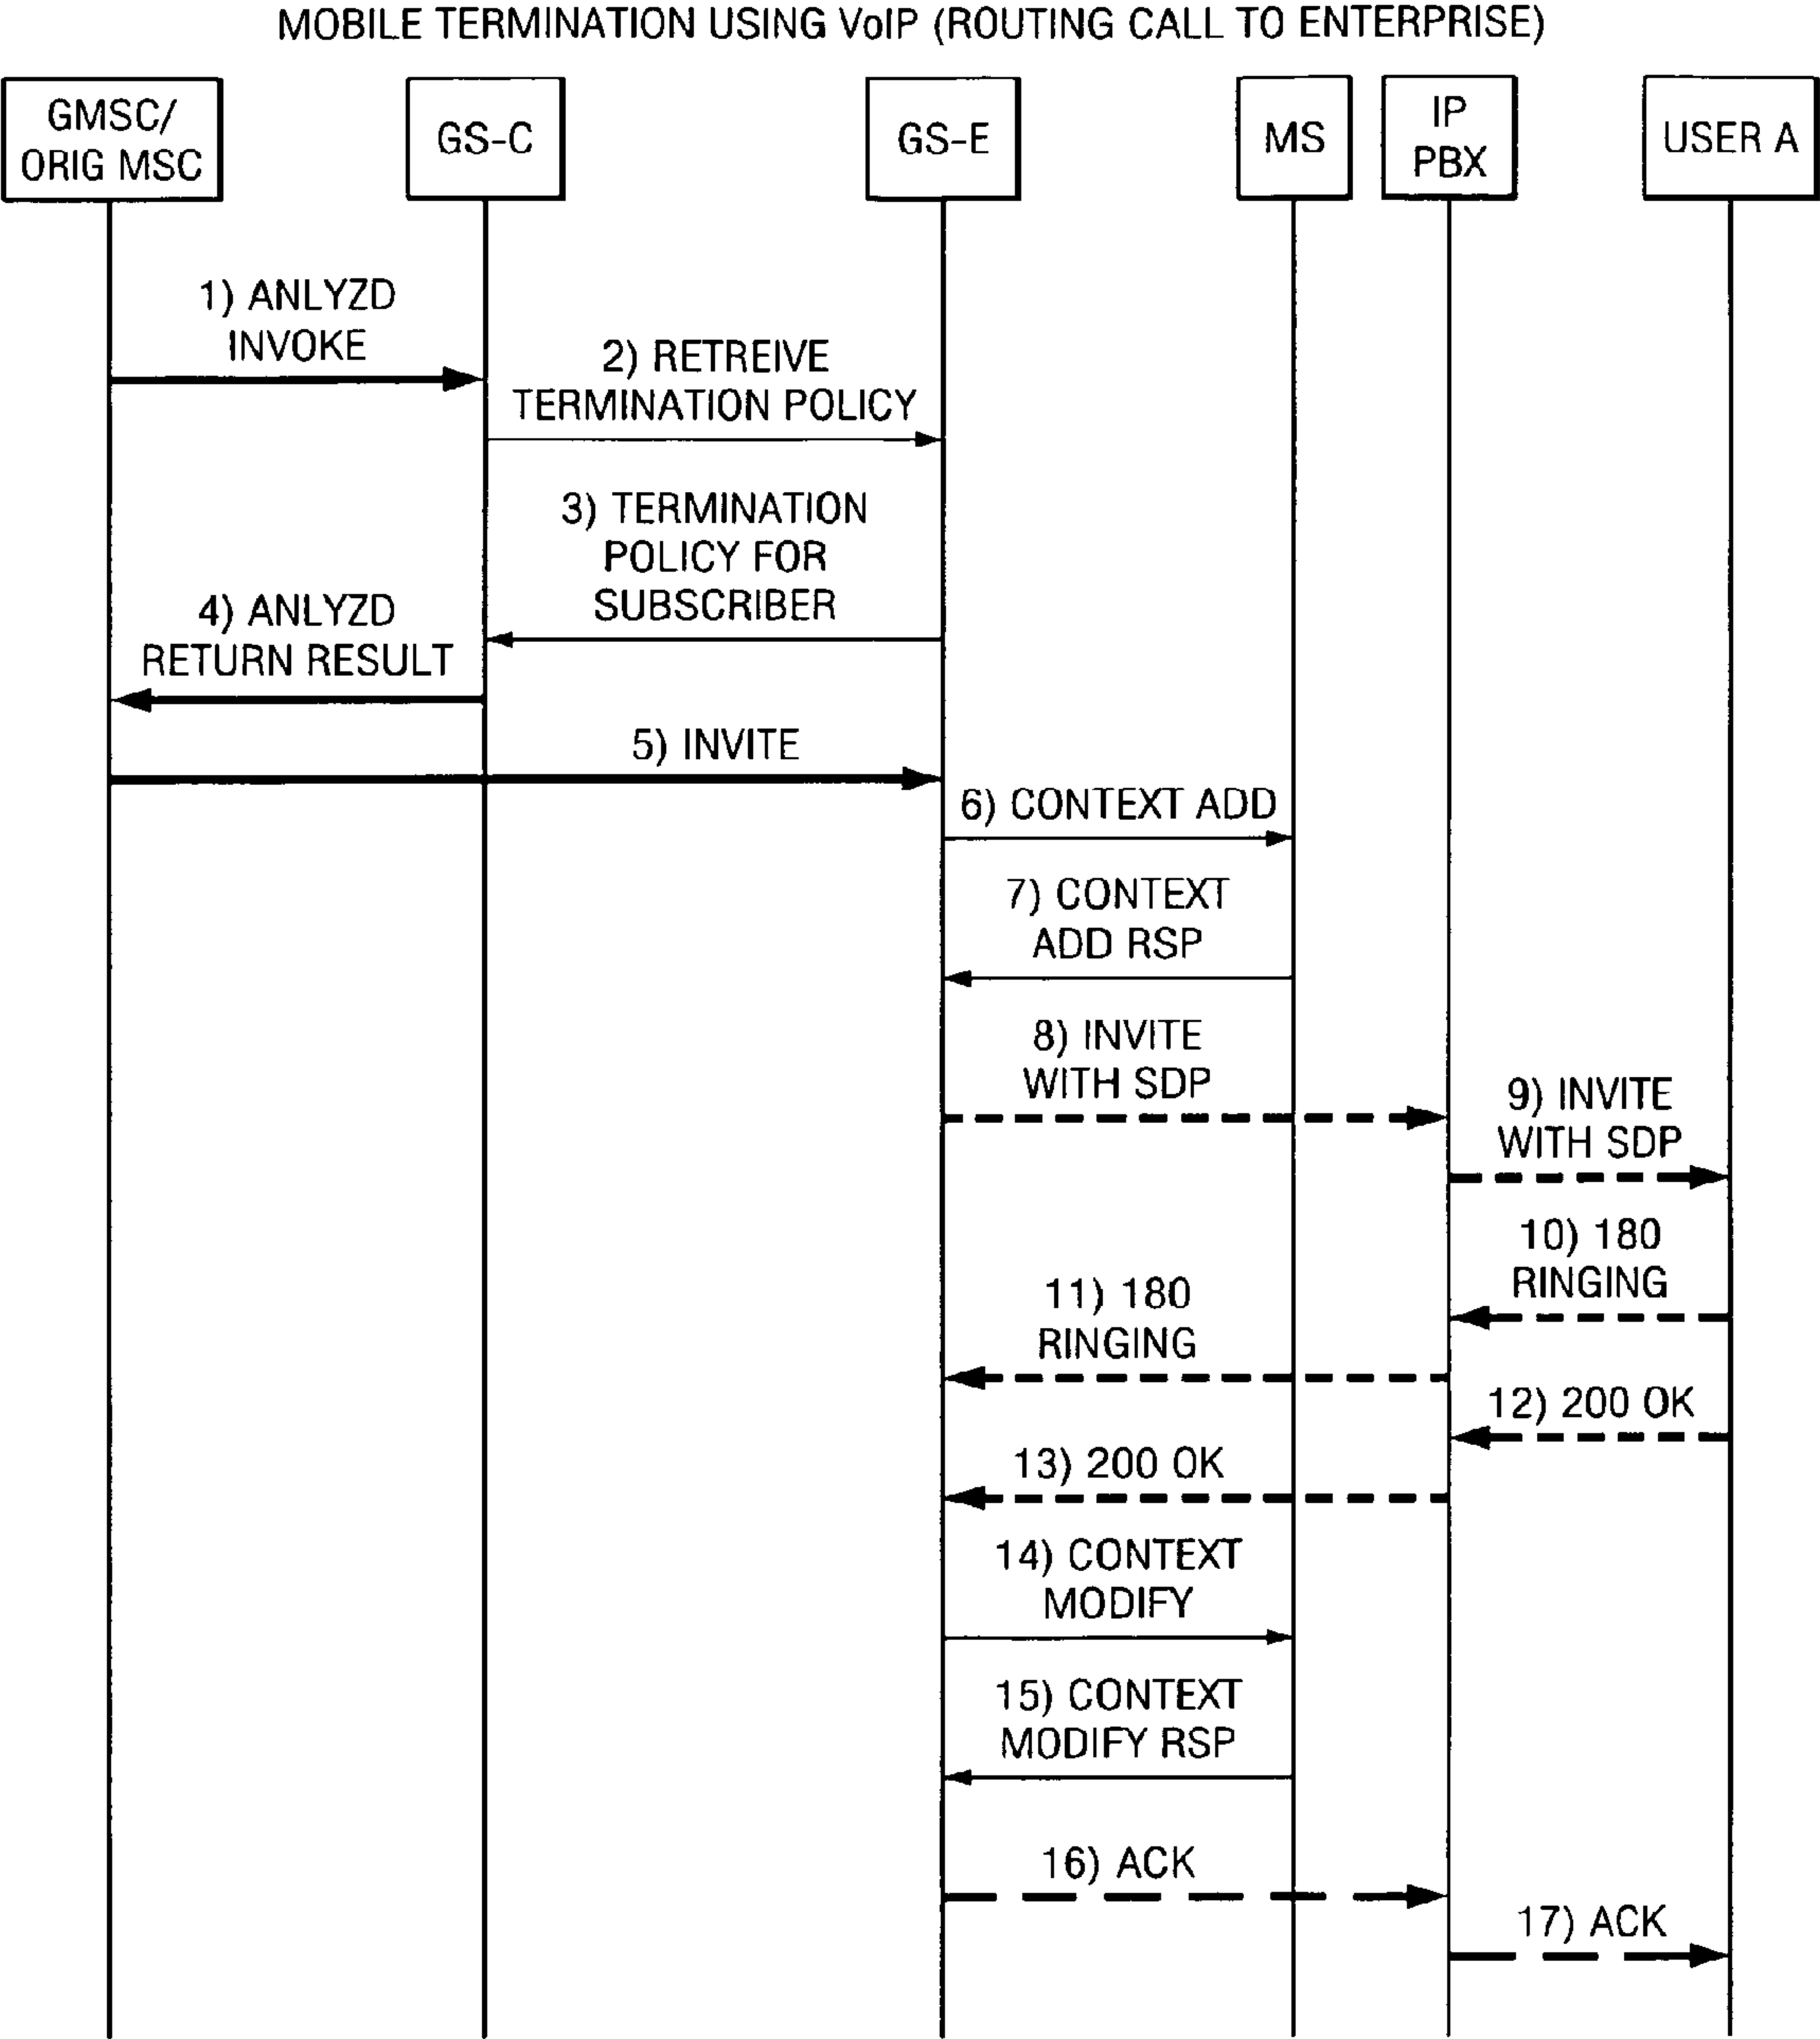 MOBILE TERMINATION USING VoIP (ROUTING CALL TO ENTERPRISE)
GMSC/
ORIG MSC
GS-C
GS-E
MS
IP
PBX
USER A
1) ANLYZD
INVOKE
2) RETREIVE
TERMINATION POLICY
3) TERMINATION
POLICY FOR
SUBSCRIBER
4) ANLYZD
RETURN RESULT
5) INVITE
6) CONTEXT ADD
7) CONTEXT
ADD RSP
8) INVITE
WITH SDP
9) INVITE
WITH SDP
10) 180
RINGING
11) 180
RINGING
12) 200 OK
13) 200 OK
14) CONTEXT
MODIFY
15) CONTEXT
MODIFY RSP
16) ACK
17) ACK